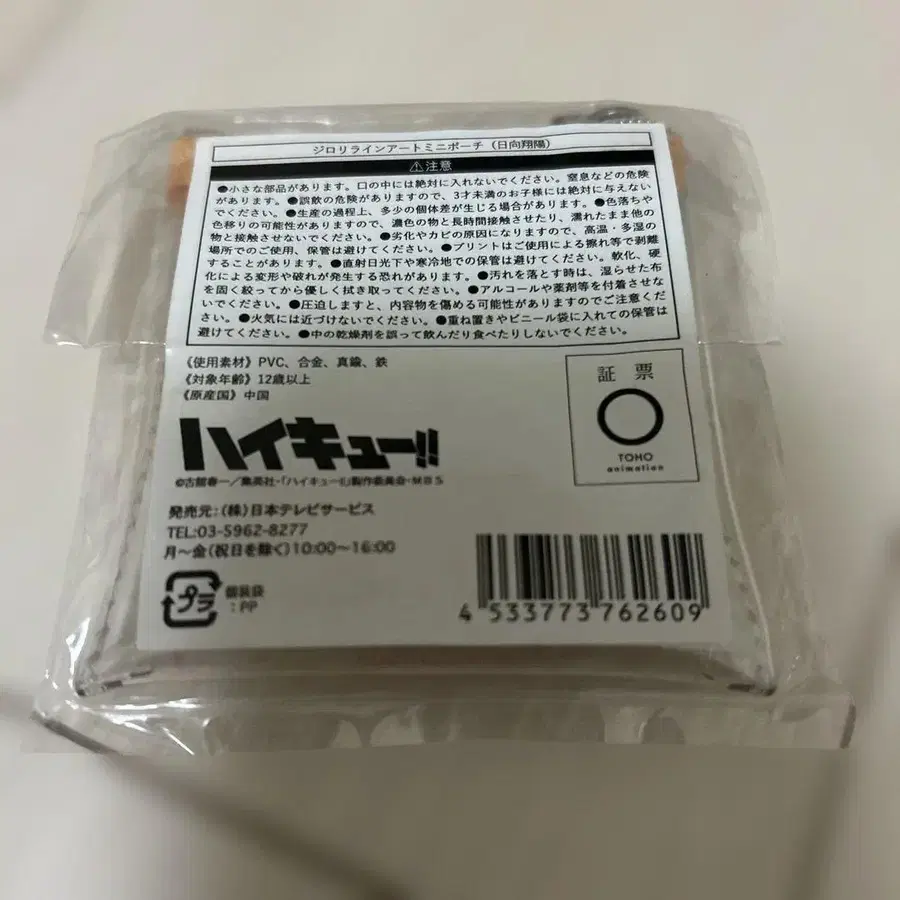 ジロリラインアートミニポーチ（日向翔陽）
⚠注意
●小さな部品があります。口の中には絶対に入れないでください。窒息などの危険
があります。●誤飲の危険がありますので、3才未満のお子様には絶対に与えない
でください。●生産の過程上、多少の個体差が生じる場合があります。●色落ちや
色移りの可能性がありますので、濃色の物と長時間接触させたり、濡れたまま他の
物と接触させないでください。●劣化やカビの原因になりますので、高温・多湿の
場所でのご使用、保管は避けてください。●プリントはご使用による擦れ等で剥離
することがあります。●直射日光下や寒冷地での保管は避けてください。軟化、硬
化による変形や破れが発生する恐れがあります。●汚れを落とす時は、湿らせた布
を固く絞ってから優しく拭き取ってください。●アルコールや薬剤等を付着させな
いでください。●圧迫しますと、内容物を傷める可能性がありますのでご注意くだ
さい。●火気には近づけないでください。●重ね置きやビニール袋に入れての保管は
避けてください。●中の乾燥剤を誤って飲んだり食べたりしないでください。
《使用素材》PVC、合金、真鍮、鉄
《対象年齢》12歳以上
《原産国》中国
証票
TOHO
animation
ハイキュー!!
©古舘春一／集英社・「ハイキュー!!」製作委員会・MBS
発売元：（株）日本テレビサービス
TEL:03-5962-8277
月～金（祝日を除く）10:00～16:00
プラ
個装袋
：PP
4 533773 762609